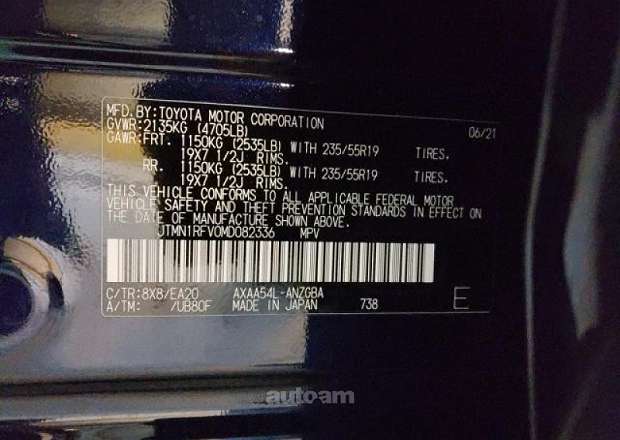 MFD.BY:TOYOTA MOTOR CORPORATION 06/21
GVWR:2135KG (4705LB)
GAWR:FRT. 1150KG (2535LB) WITH 235/55R19 TIRES.
19X7 1/2J RIMS.
RR. 1150KG (2535LB) WITH 235/55R19 TIRES.
19X7 1/2J RIMS.
THIS VEHICLE CONFORMS TO ALL APPLICABLE FEDERAL MOTOR
VEHICLE SAFETY AND THEFT PREVENTION STANDARDS IN EFFECT ON
THE DATE OF MANUFACTURE SHOWN ABOVE.
JTMN1RFV0MD082336 MPV
C/TR:8X8/EA20 AXAA54L-ANZGBA
A/TM: /UB80F MADE IN JAPAN 738 E
autoam